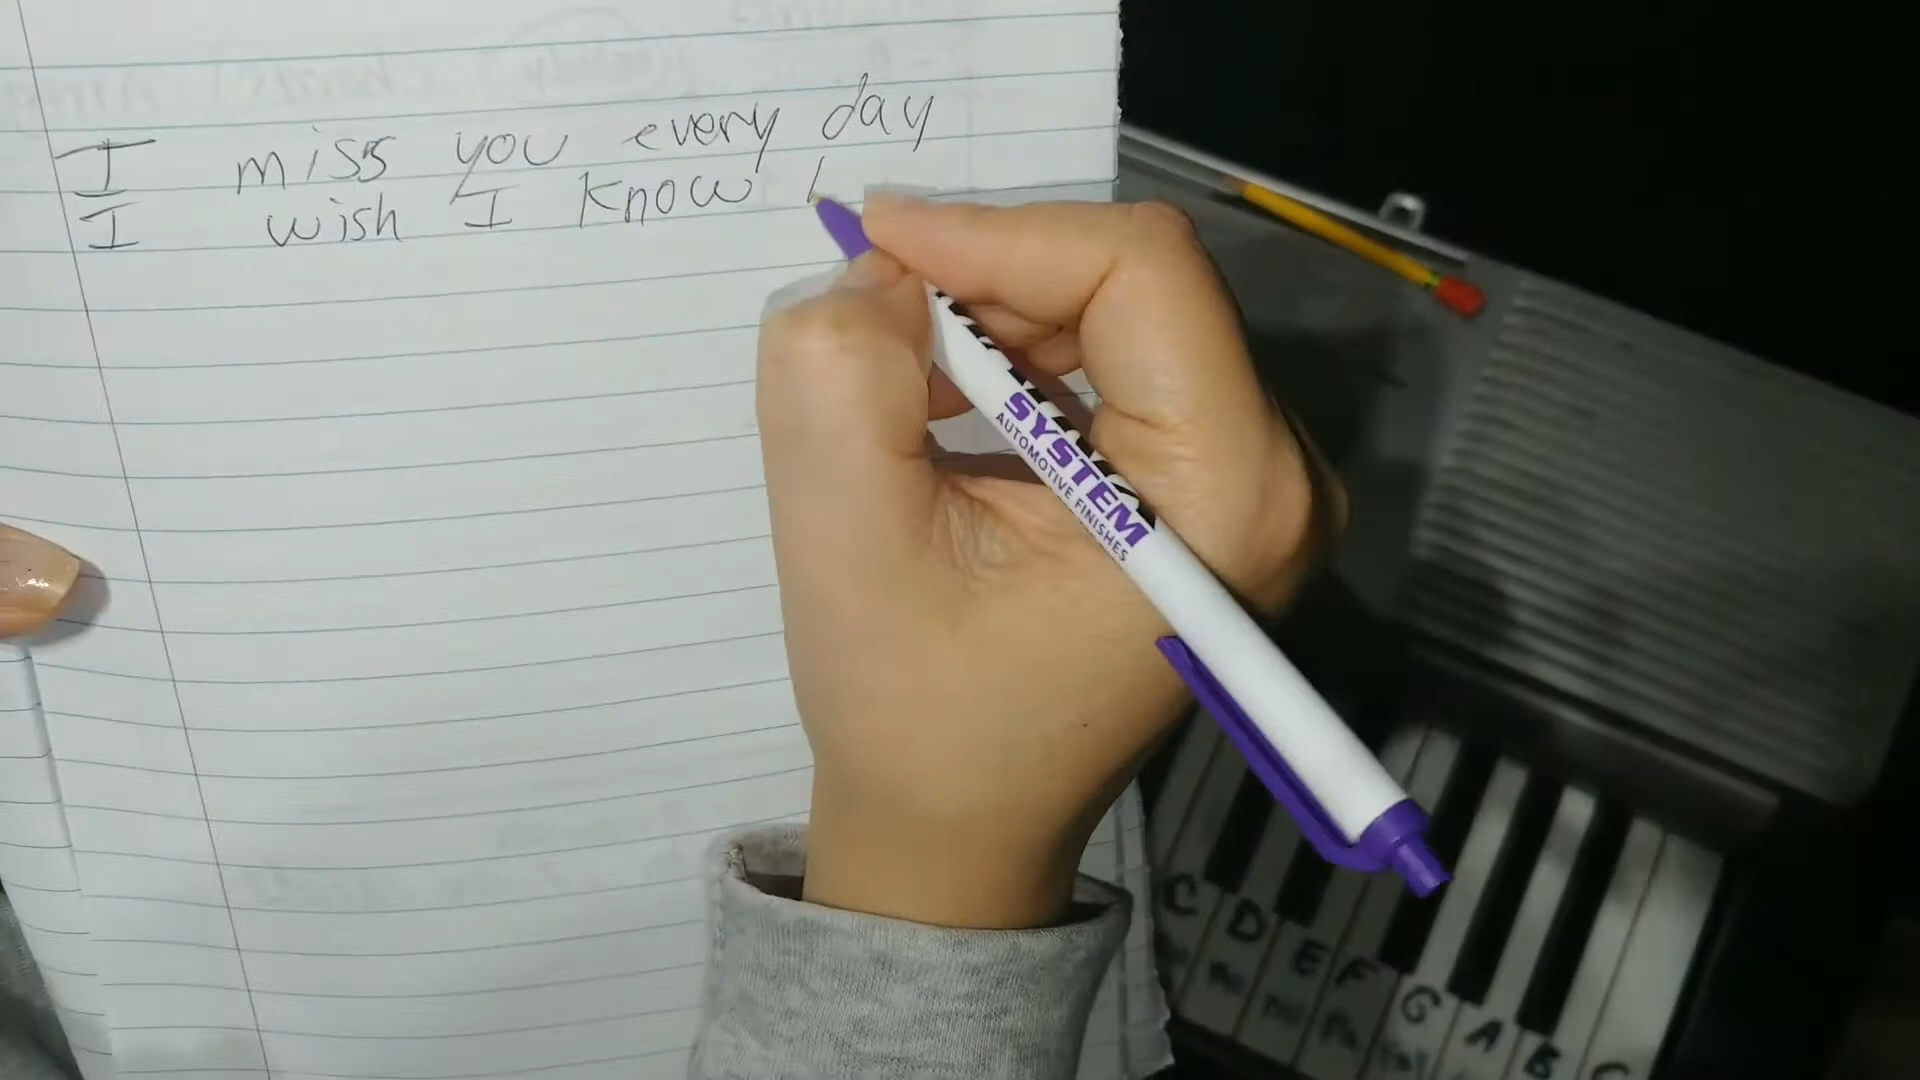 I miss you every day
I wish I know
SYSTEM
AUTOMOTIVE FINISHES
C D E F G A B C